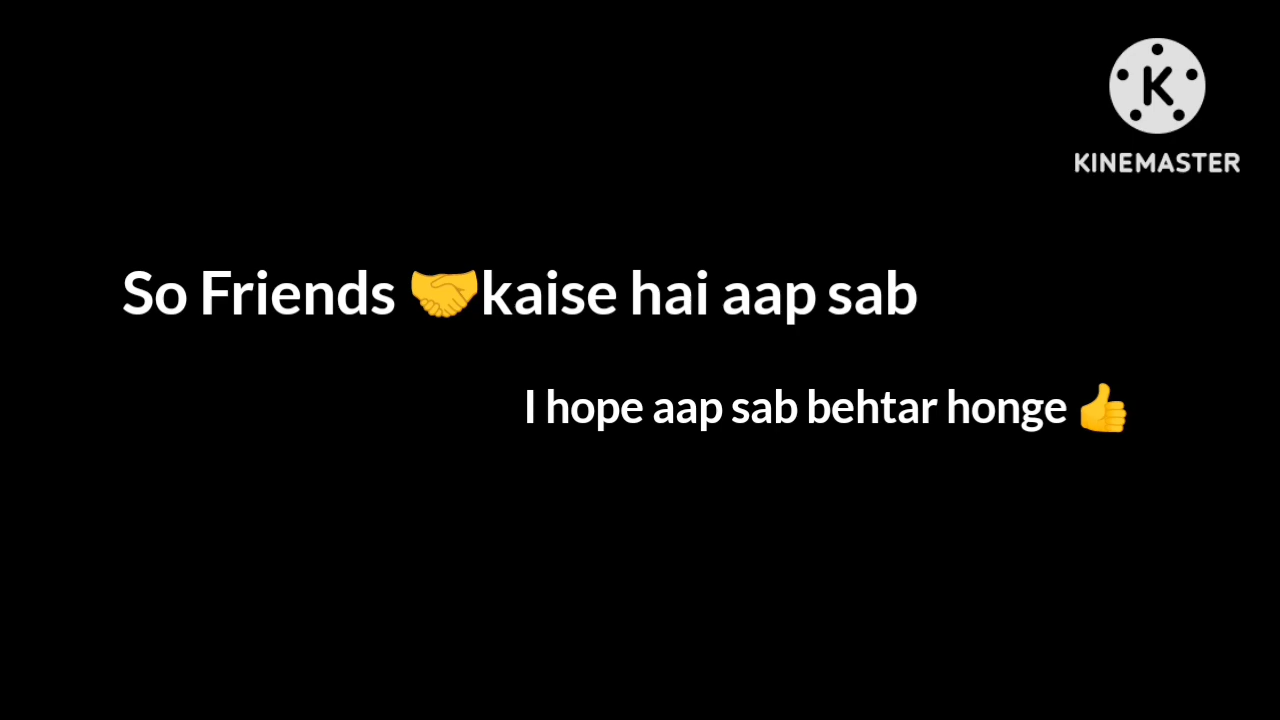 K
KINEMASTER
So Friends 🤝kaise hai aap sab
I hope aap sab behtar honge 👍